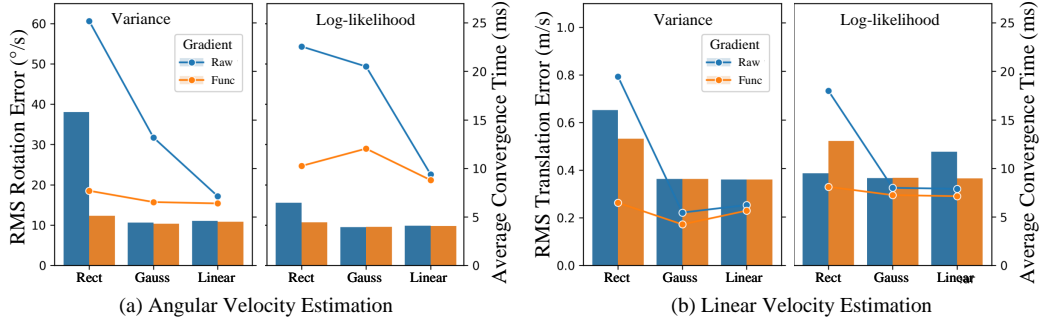 Variance
Log-likelihood
Gradient
Raw
Func
RMS Rotation Error (°/s)
60
50
40
30
20
10
0
Rect Gauss Linear
Rect Gauss Linear
25
20
15
10
5
0
Average Convergence Time (ms)
(a) Angular Velocity Estimation
Variance
Log-likelihood
Gradient
Raw
Func
RMS Translation Error (m/s)
1.0
0.8
0.6
0.4
0.2
0.0
Rect Gauss Linear
Rect Gauss Linear
25
20
15
10
5
0
Average Convergence Time (ms)
(b) Linear Velocity Estimation